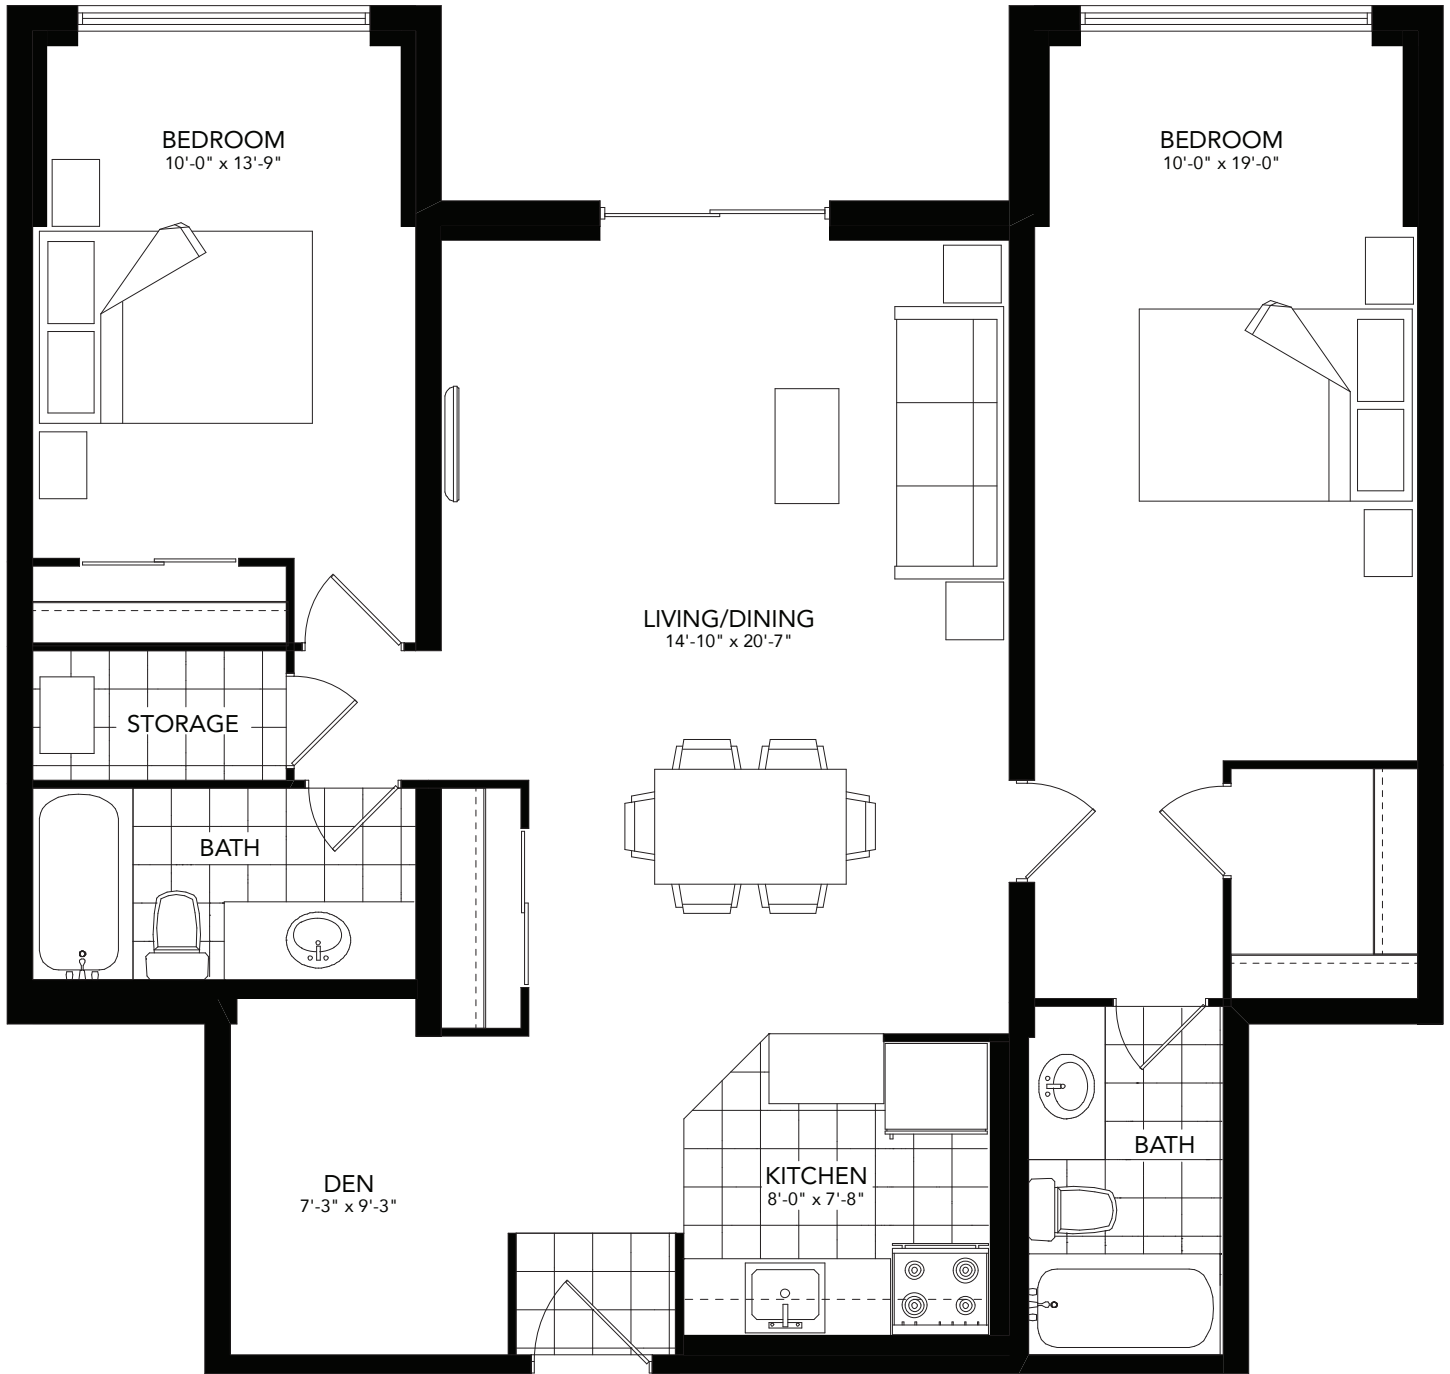 BEDROOM
10'-0" x 13'-9"
BEDROOM
10'-0" x 19'-0"
LIVING/DINING
14'-10" x 20'-7"
STORAGE
BATH
BATH
KITCHEN
8'-0" x 7'-8"
DEN
7'-3" x 9'-3"